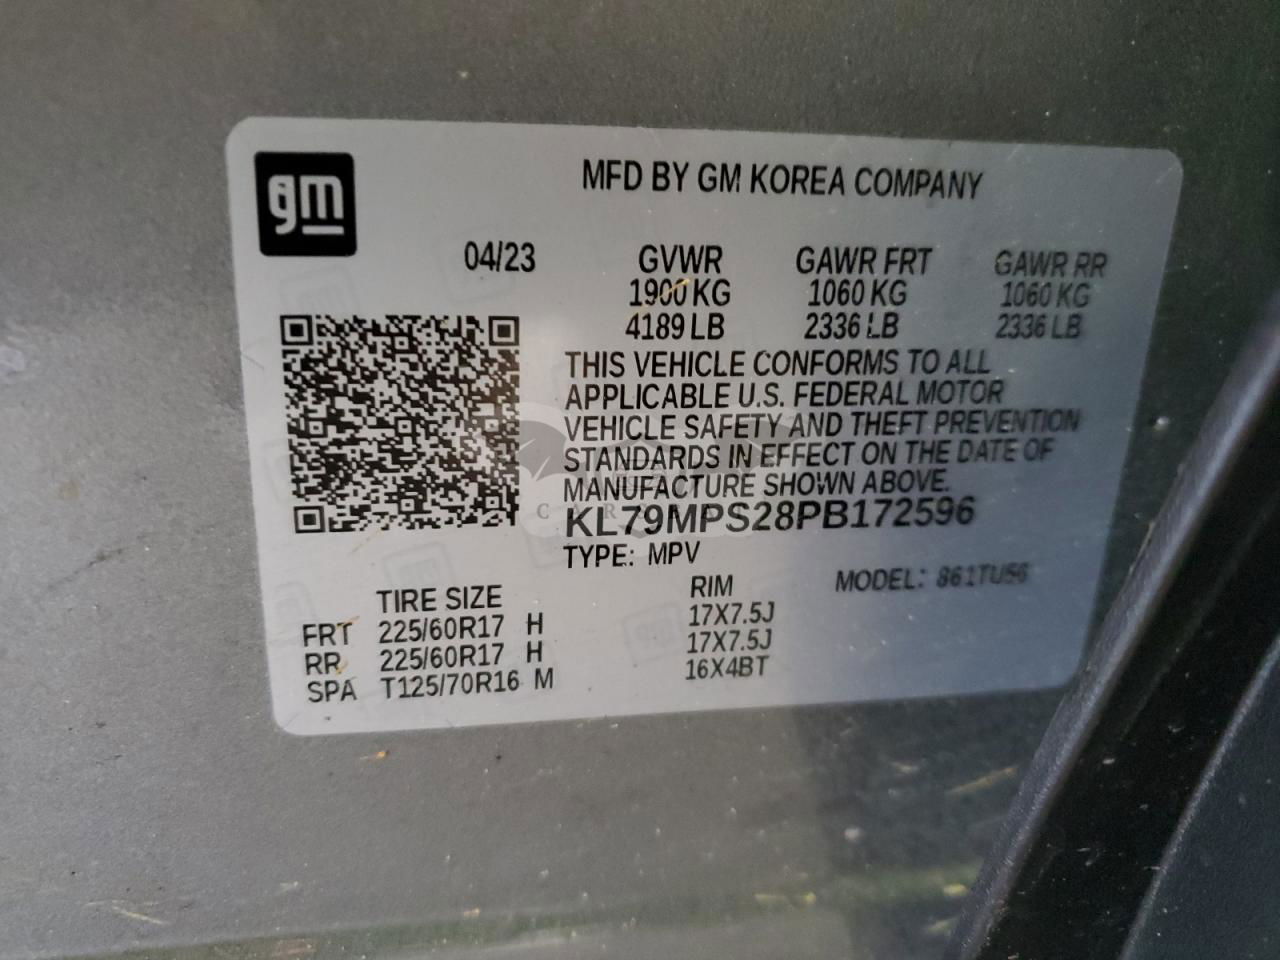 gm
MFD BY GM KOREA COMPANY
04/23 GVWR GAWR FRT GAWR RR
1900 KG 1060 KG 1060 KG
4189 LB 2336 LB 2336 LB
THIS VEHICLE CONFORMS TO ALL
APPLICABLE U.S. FEDERAL MOTOR
VEHICLE SAFETY AND THEFT PREVENTION
STANDARDS IN EFFECT ON THE DATE OF
MANUFACTURE SHOWN ABOVE.
KL79MPS28PB172596
TYPE: MPV MODEL: 861TU56
TIRE SIZE RIM
FRT 225/60R17 H 17X7.5J
RR 225/60R17 H 17X7.5J
SPA T125/70R16 M 16X4BT